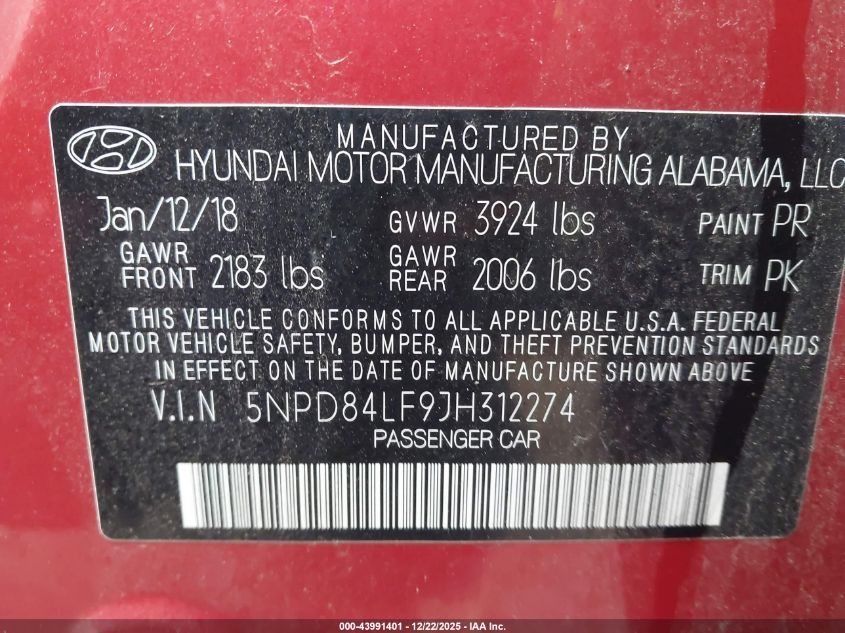 MANUFACTURED BY
HYUNDAI MOTOR MANUFACTURING ALABAMA, LLC
Jan/12/18 GVWR 3924 lbs PAINT PR
GAWR FRONT 2183 lbs GAWR REAR 2006 lbs TRIM PK
THIS VEHICLE CONFORMS TO ALL APPLICABLE U.S.A. FEDERAL
MOTOR VEHICLE SAFETY, BUMPER, AND THEFT PREVENTION STANDARDS
IN EFFECT ON THE DATE OF MANUFACTURE SHOWN ABOVE
V.I.N 5NPD84LF9JH312274
PASSENGER CAR
000-43991401 - 12/22/2025 - IAA Inc.